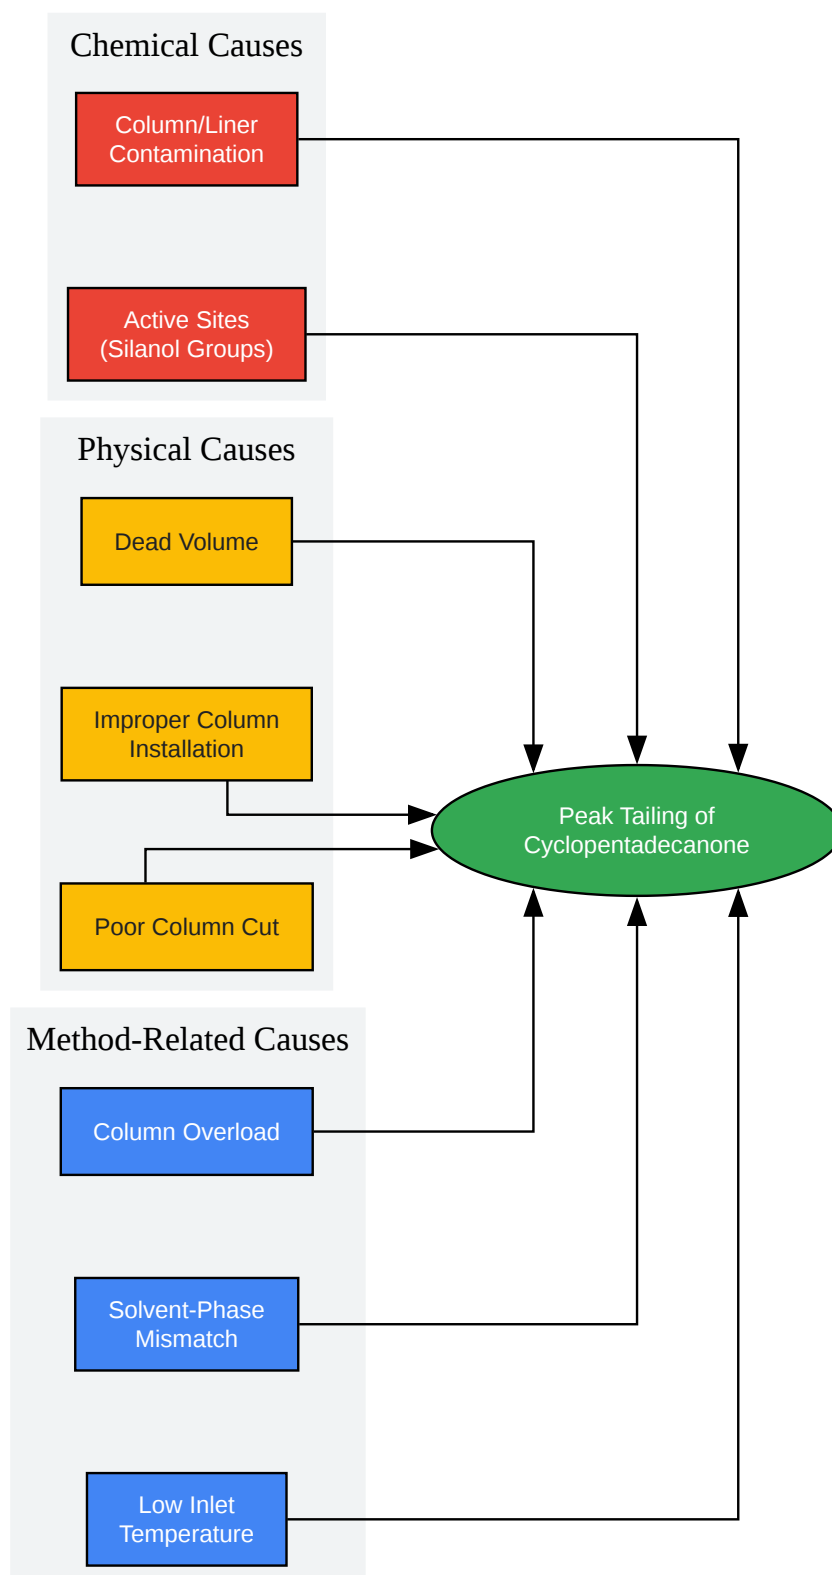 Chemical Causes
Column/Liner
Contamination
Active Sites
(Silanol Groups)
Physical Causes
Dead Volume
Improper Column
Installation
Poor Column Cut
Peak Tailing of
Cyclopentadecanone
Method-Related Causes
Column Overload
Solvent-Phase
Mismatch
Low Inlet
Temperature